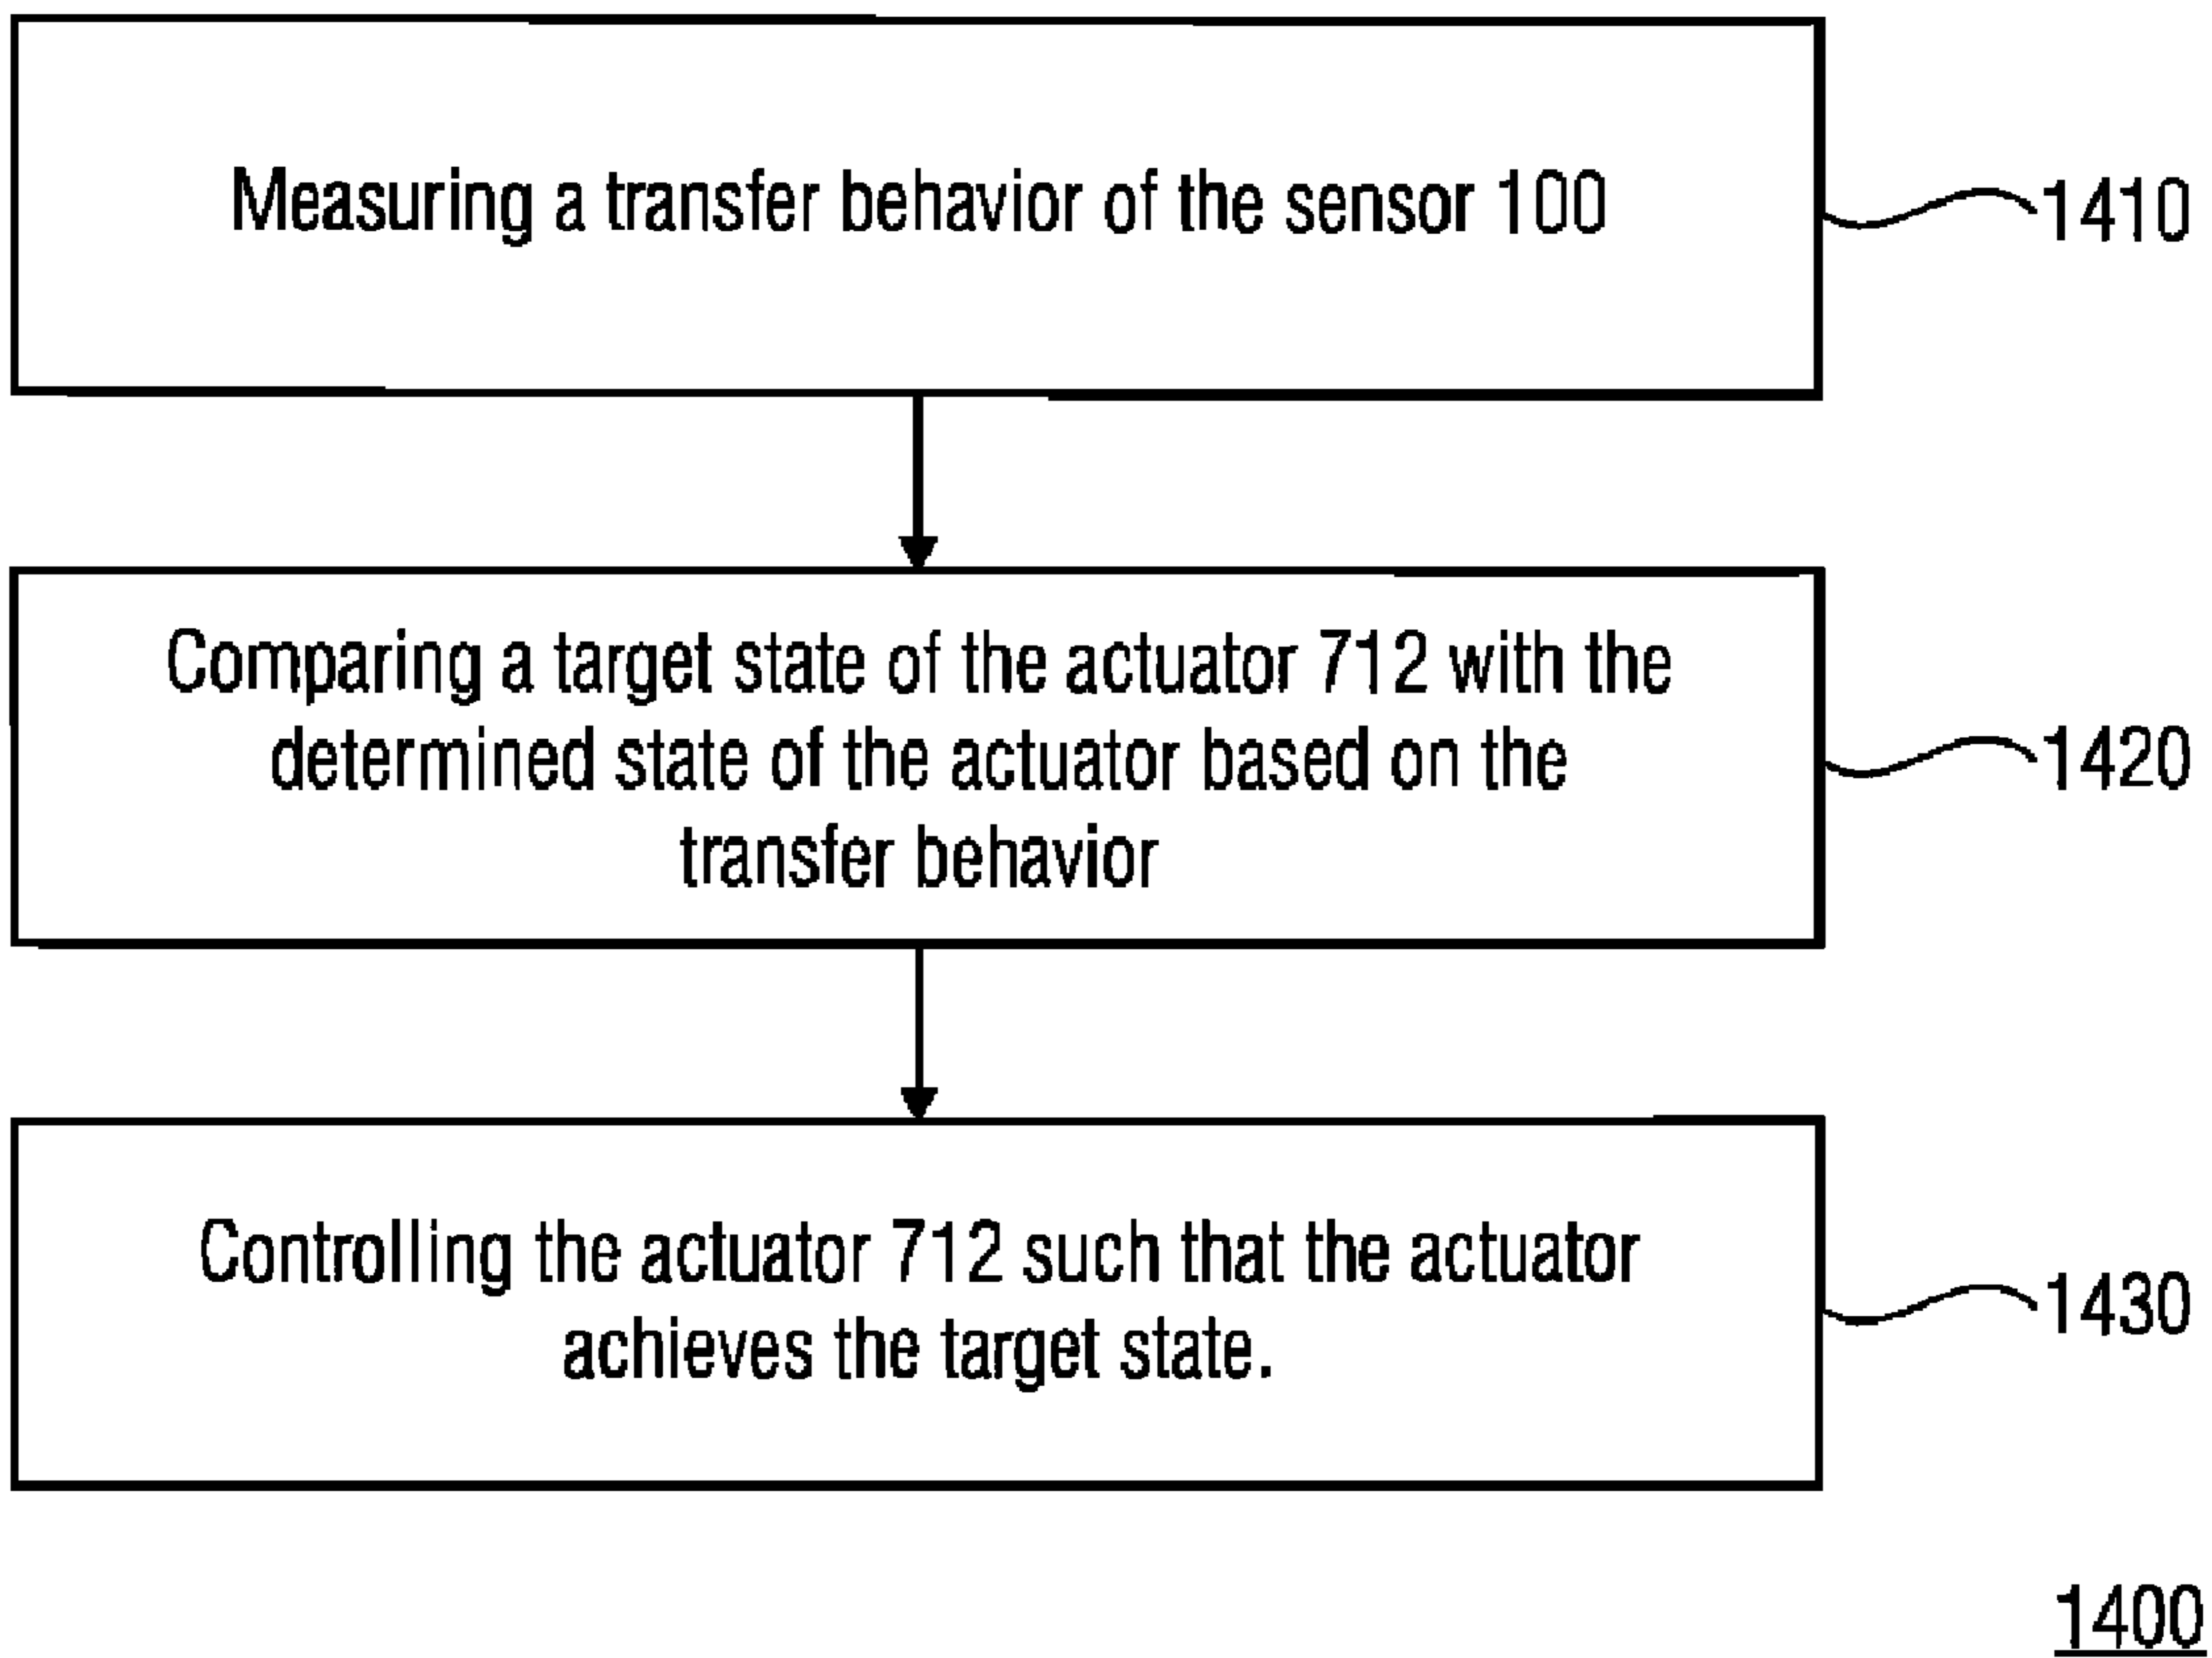 Measuring a transfer behavior of the sensor 100
1410
Comparing a target state of the actuator 712 with the
determined state of the actuator based on the
transfer behavior
1420
Controlling the actuator 712 such that the actuator
achieves the target state.
1430
1400